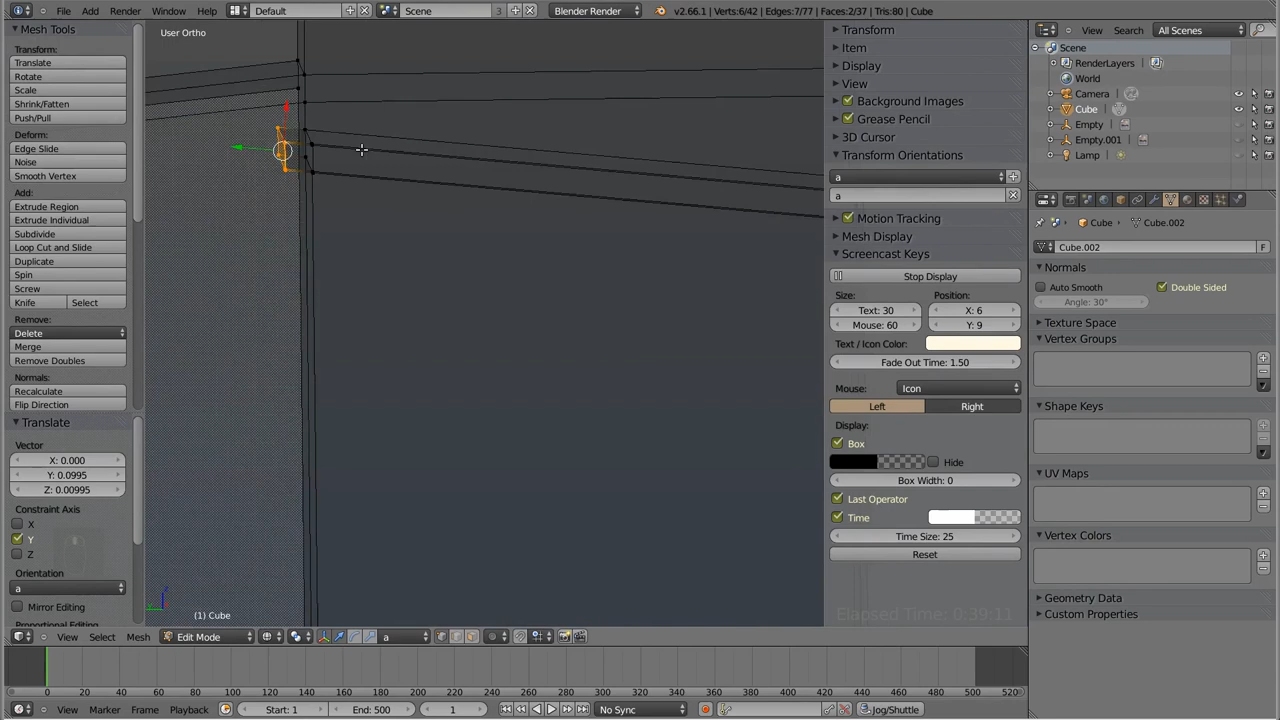 File Add Render Window Help Default Scene 3 Blender Render v2.66.1 | Verts:6/42 | Edges:7/77 | Faces:2/37 | Tris:80 | Cube
Mesh Tools
Transform:
Translate
Rotate
Scale
Shrink/Fatten
Push/Pull
Deform:
Edge Slide
Noise
Smooth Vertex
Add:
Extrude Region
Extrude Individual
Subdivide
Loop Cut and Slide
Duplicate
Spin
Screw
Knife Select
Remove:
Delete
Merge
Remove Doubles
Normals:
Recalculate
Flip Direction
Translate
Vector
X: 0.000
Y: 0.0995
Z: 0.00995
Constraint Axis
X
Y
Z
Orientation
a
Mirror Editing
Proportional Editing
User Ortho
(1) Cube
Transform
Item
Display
View
Background Images
Grease Pencil
3D Cursor
Transform Orientations
a
a
Motion Tracking
Mesh Display
Screencast Keys
Stop Display
Size: Position:
Text: 30 X: 6
Mouse: 60 Y: 9
Text / Icon Color:
Fade Out Time: 1.50
Mouse: Icon
Left Right
Display:
Box
Hide
Box Width: 0
Last Operator
Time
Time Size: 25
Reset
Elapsed Time: 0:39:11
View Search All Scenes
Scene
RenderLayers
World
Camera
Cube
Empty
Empty.001
Lamp
Cube Cube.002
Cube.002 F
Normals
Auto Smooth Double Sided
Angle: 30°
Texture Space
Vertex Groups
Shape Keys
UV Maps
Vertex Colors
Geometry Data
Custom Properties
View Select Mesh Edit Mode a
0 20 40 60 80 100 120 140 160 180 200 220 240 260 280 300 320 340 360 380 400 420 440 460 480 500 520
View Marker Frame Playback Start: 1 End: 500 1 No Sync Jog/Shuttle